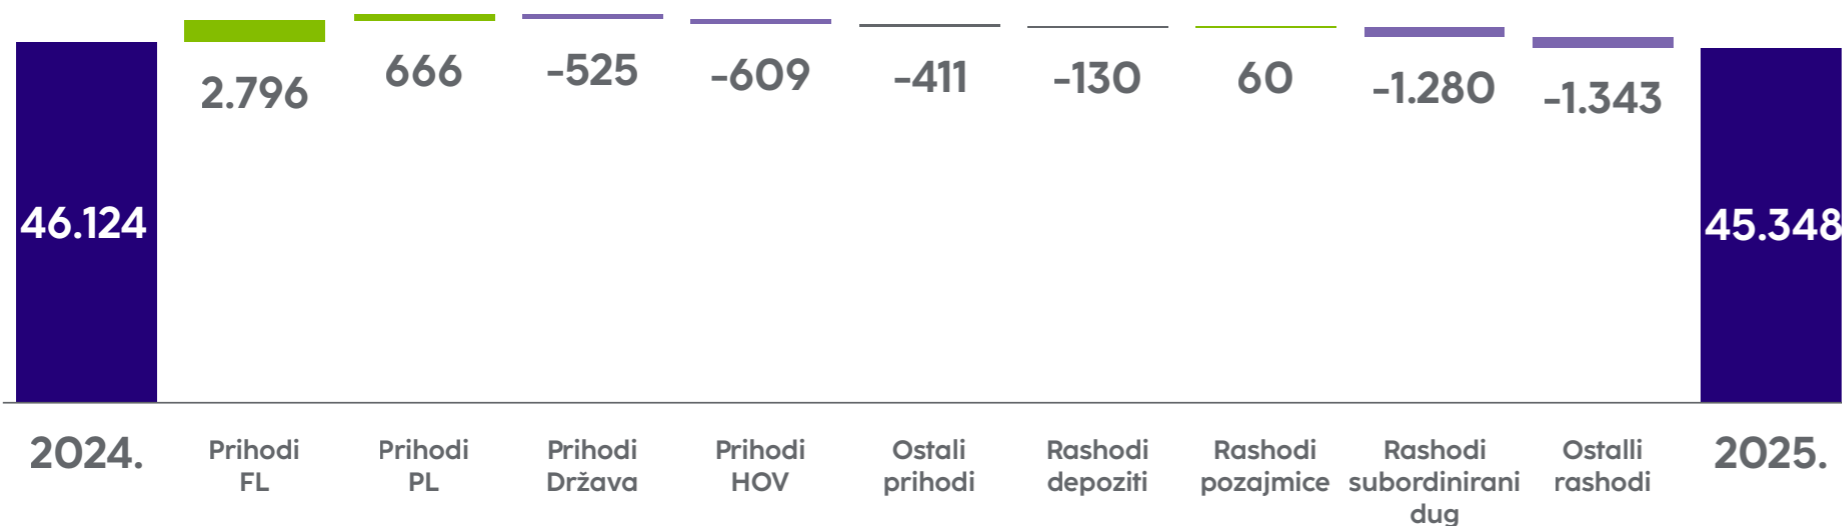 2.796
666
-525
-609
-411
-130
60
-1.280
-1.343
46.124
45.348
2024.
Prihodi
FL
Prihodi
PL
Prihodi
Država
Prihodi
HOV
Ostali
prihodi
Rashodi
depoziti
Rashodi
pozajmice
Rashodi
subordinirani
dug
Ostalli
rashodi
2025.